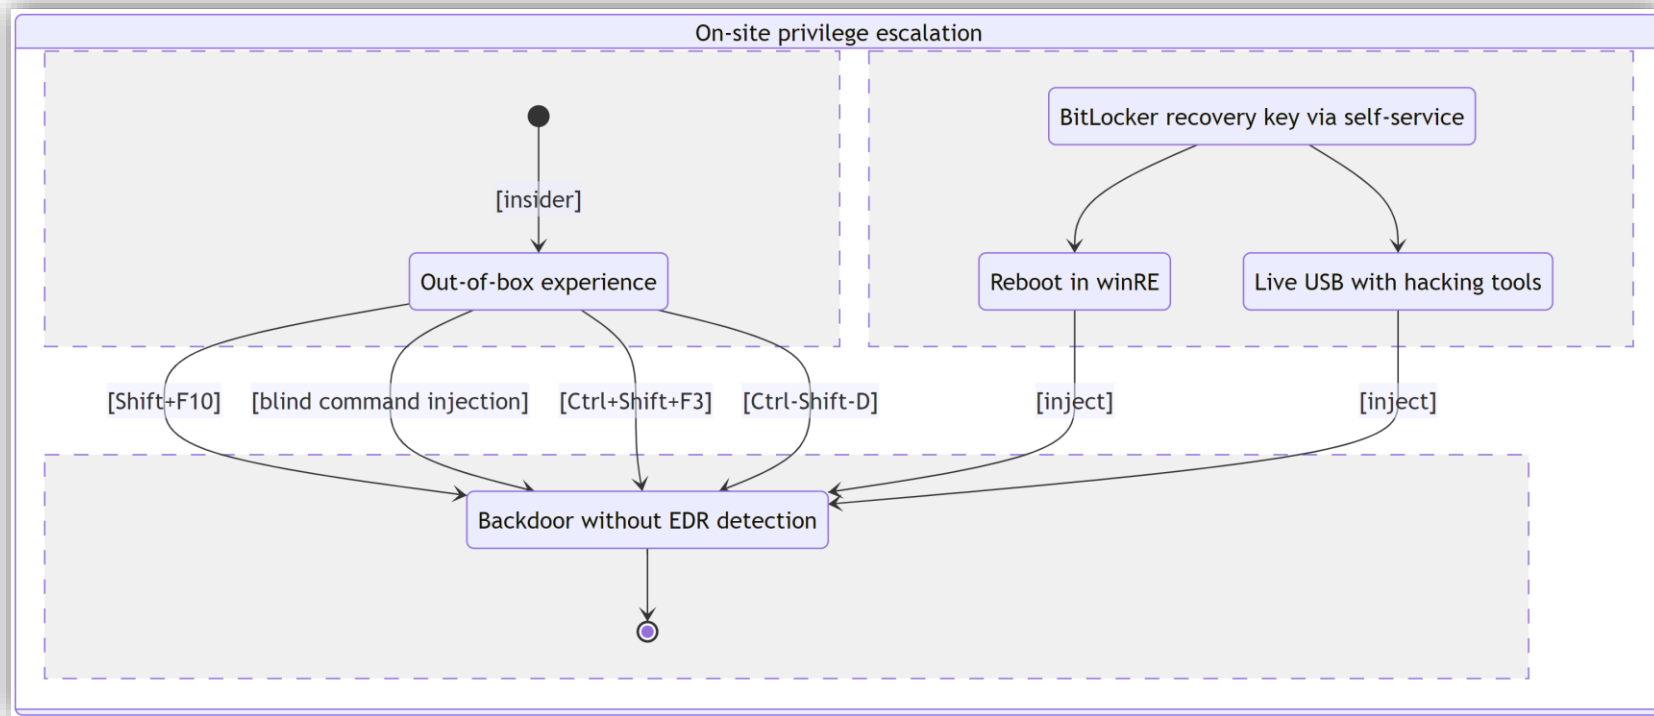 On-site privilege escalation
BitLocker recovery key via self-service
[insider]
Out-of-box experience
Reboot in winRE
Live USB with hacking tools
[Shift+F10]
[blind command injection]
[Ctrl+Shift+F3]
[Ctrl-Shift-D]
[inject]
[inject]
Backdoor without EDR detection